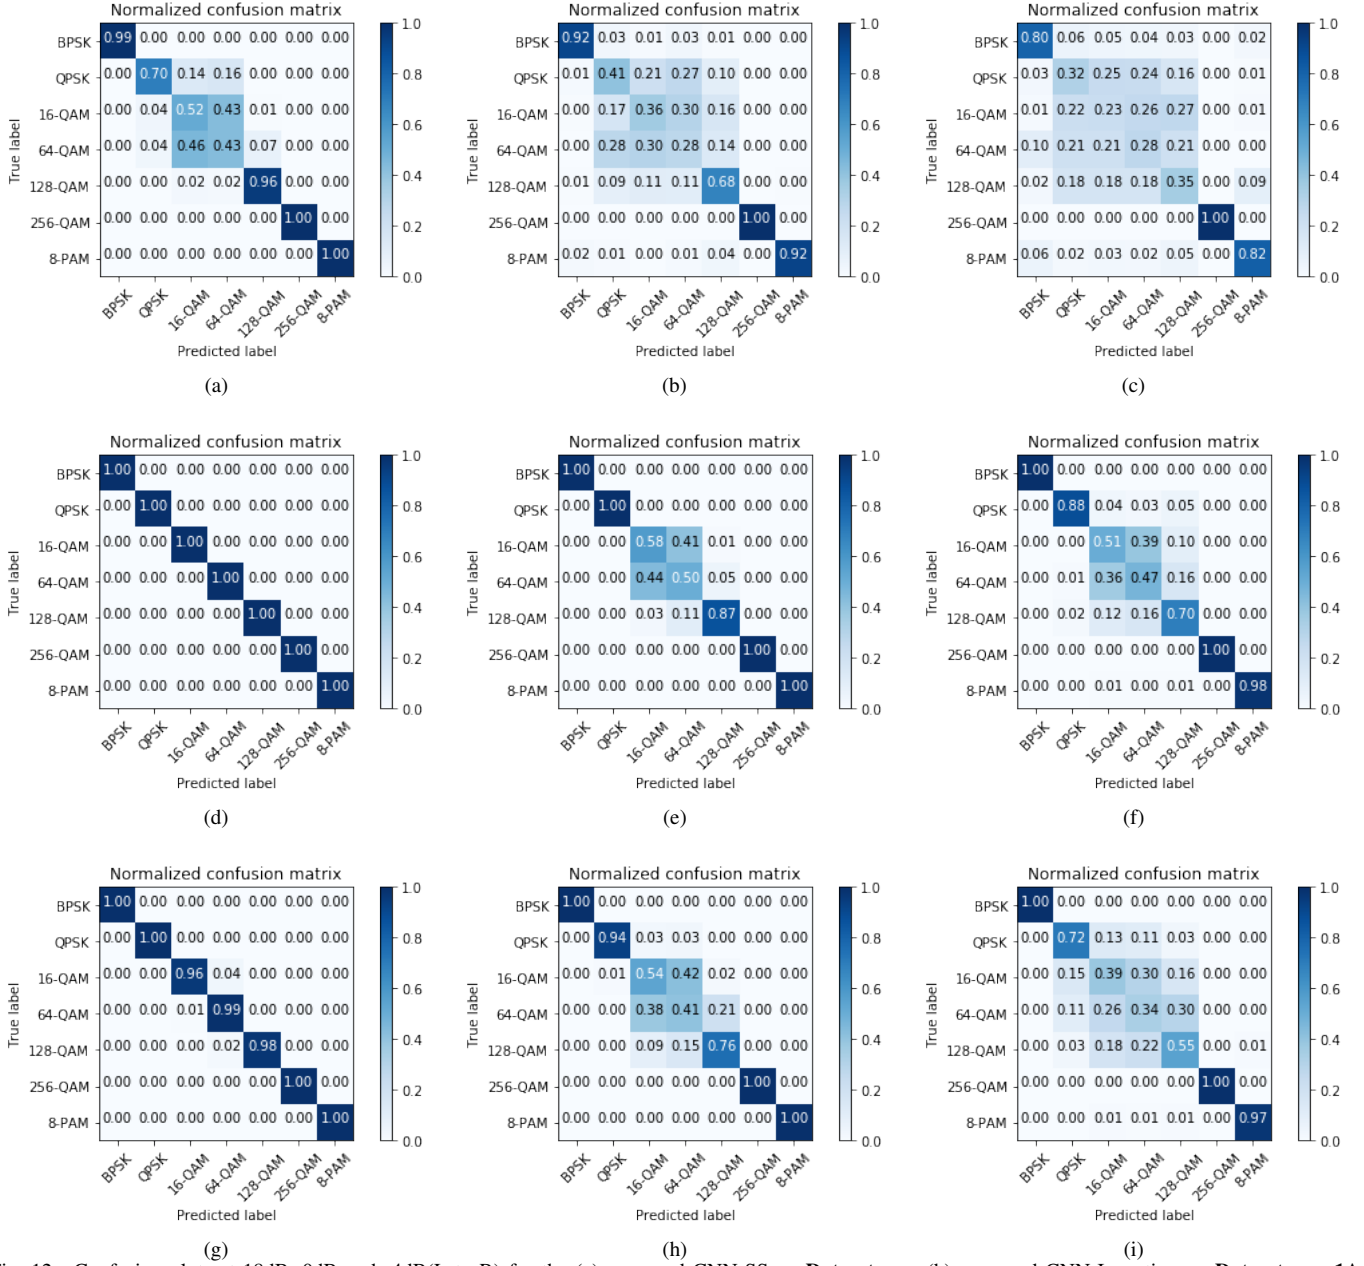 Normalized confusion matrix
True label
BPSK 0.99 0.00 0.00 0.00 0.00 0.00 0.00
QPSK 0.00 0.70 0.14 0.16 0.00 0.00 0.00
16-QAM 0.00 0.04 0.52 0.43 0.01 0.00 0.00
64-QAM 0.00 0.04 0.46 0.43 0.07 0.00 0.00
128-QAM 0.00 0.00 0.02 0.02 0.96 0.00 0.00
256-QAM 0.00 0.00 0.00 0.00 0.00 1.00 0.00
8-PAM 0.00 0.00 0.00 0.00 0.00 0.00 1.00
BPSK QPSK 16-QAM 64-QAM 128-QAM 256-QAM 8-PAM
Predicted label
1.0
0.8
0.6
0.4
0.2
0.0
(a)
Normalized confusion matrix
True label
BPSK 0.92 0.03 0.01 0.03 0.01 0.00 0.00
QPSK 0.01 0.41 0.21 0.27 0.10 0.00 0.00
16-QAM 0.00 0.17 0.36 0.30 0.16 0.00 0.00
64-QAM 0.00 0.28 0.30 0.28 0.14 0.00 0.00
128-QAM 0.01 0.09 0.11 0.11 0.68 0.00 0.00
256-QAM 0.00 0.00 0.00 0.00 0.00 1.00 0.00
8-PAM 0.02 0.01 0.00 0.01 0.04 0.00 0.92
BPSK QPSK 16-QAM 64-QAM 128-QAM 256-QAM 8-PAM
Predicted label
1.0
0.8
0.6
0.4
0.2
0.0
(b)
Normalized confusion matrix
True label
BPSK 0.80 0.06 0.05 0.04 0.03 0.00 0.02
QPSK 0.03 0.32 0.25 0.24 0.16 0.00 0.01
16-QAM 0.01 0.22 0.23 0.26 0.27 0.00 0.01
64-QAM 0.10 0.21 0.21 0.28 0.21 0.00 0.00
128-QAM 0.02 0.18 0.18 0.18 0.35 0.00 0.09
256-QAM 0.00 0.00 0.00 0.00 0.00 1.00 0.00
8-PAM 0.06 0.02 0.03 0.02 0.05 0.00 0.82
BPSK QPSK 16-QAM 64-QAM 128-QAM 256-QAM 8-PAM
Predicted label
1.0
0.8
0.6
0.4
0.2
0.0
(c)
Normalized confusion matrix
True label
BPSK 1.00 0.00 0.00 0.00 0.00 0.00 0.00
QPSK 0.00 1.00 0.00 0.00 0.00 0.00 0.00
16-QAM 0.00 0.00 1.00 0.00 0.00 0.00 0.00
64-QAM 0.00 0.00 0.00 1.00 0.00 0.00 0.00
128-QAM 0.00 0.00 0.00 0.00 1.00 0.00 0.00
256-QAM 0.00 0.00 0.00 0.00 0.00 1.00 0.00
8-PAM 0.00 0.00 0.00 0.00 0.00 0.00 1.00
BPSK QPSK 16-QAM 64-QAM 128-QAM 256-QAM 8-PAM
Predicted label
1.0
0.8
0.6
0.4
0.2
0.0
(d)
Normalized confusion matrix
True label
BPSK 1.00 0.00 0.00 0.00 0.00 0.00 0.00
QPSK 0.00 1.00 0.00 0.00 0.00 0.00 0.00
16-QAM 0.00 0.00 0.58 0.41 0.01 0.00 0.00
64-QAM 0.00 0.00 0.44 0.50 0.05 0.00 0.00
128-QAM 0.00 0.00 0.03 0.11 0.87 0.00 0.00
256-QAM 0.00 0.00 0.00 0.00 0.00 1.00 0.00
8-PAM 0.00 0.00 0.00 0.00 0.00 0.00 1.00
BPSK QPSK 16-QAM 64-QAM 128-QAM 256-QAM 8-PAM
Predicted label
1.0
0.8
0.6
0.4
0.2
0.0
(e)
Normalized confusion matrix
True label
BPSK 1.00 0.00 0.00 0.00 0.00 0.00 0.00
QPSK 0.00 0.88 0.04 0.03 0.05 0.00 0.00
16-QAM 0.00 0.00 0.51 0.39 0.10 0.00 0.00
64-QAM 0.00 0.01 0.36 0.47 0.16 0.00 0.00
128-QAM 0.00 0.02 0.12 0.16 0.70 0.00 0.00
256-QAM 0.00 0.00 0.00 0.00 0.00 1.00 0.00
8-PAM 0.00 0.00 0.01 0.00 0.01 0.00 0.98
BPSK QPSK 16-QAM 64-QAM 128-QAM 256-QAM 8-PAM
Predicted label
1.0
0.8
0.6
0.4
0.2
0.0
(f)
Normalized confusion matrix
True label
BPSK 1.00 0.00 0.00 0.00 0.00 0.00 0.00
QPSK 0.00 1.00 0.00 0.00 0.00 0.00 0.00
16-QAM 0.00 0.00 0.96 0.04 0.00 0.00 0.00
64-QAM 0.00 0.00 0.01 0.99 0.00 0.00 0.00
128-QAM 0.00 0.00 0.00 0.02 0.98 0.00 0.00
256-QAM 0.00 0.00 0.00 0.00 0.00 1.00 0.00
8-PAM 0.00 0.00 0.00 0.00 0.00 0.00 1.00
BPSK QPSK 16-QAM 64-QAM 128-QAM 256-QAM 8-PAM
Predicted label
1.0
0.8
0.6
0.4
0.2
0.0
(g)
Normalized confusion matrix
True label
BPSK 1.00 0.00 0.00 0.00 0.00 0.00 0.00
QPSK 0.00 0.94 0.03 0.03 0.00 0.00 0.00
16-QAM 0.00 0.01 0.54 0.42 0.02 0.00 0.00
64-QAM 0.00 0.00 0.38 0.41 0.21 0.00 0.00
128-QAM 0.00 0.00 0.09 0.15 0.76 0.00 0.00
256-QAM 0.00 0.00 0.00 0.00 0.00 1.00 0.00
8-PAM 0.00 0.00 0.00 0.00 0.00 0.00 1.00
BPSK QPSK 16-QAM 64-QAM 128-QAM 256-QAM 8-PAM
Predicted label
1.0
0.8
0.6
0.4
0.2
0.0
(h)
Normalized confusion matrix
True label
BPSK 1.00 0.00 0.00 0.00 0.00 0.00 0.00
QPSK 0.00 0.72 0.13 0.11 0.03 0.00 0.00
16-QAM 0.00 0.15 0.39 0.30 0.16 0.00 0.00
64-QAM 0.00 0.11 0.26 0.34 0.30 0.00 0.00
128-QAM 0.00 0.03 0.18 0.22 0.55 0.00 0.01
256-QAM 0.00 0.00 0.00 0.00 0.00 1.00 0.00
8-PAM 0.00 0.00 0.01 0.01 0.01 0.00 0.97
BPSK QPSK 16-QAM 64-QAM 128-QAM 256-QAM 8-PAM
Predicted label
1.0
0.8
0.6
0.4
0.2
0.0
(i)